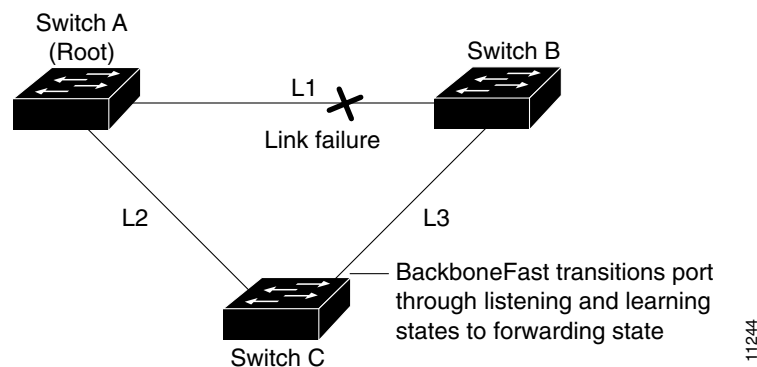 Switch A
(Root)
Switch B
L1
Link failure
L2
L3
BackboneFast transitions port
through listening and learning
states to forwarding state
Switch C
11244